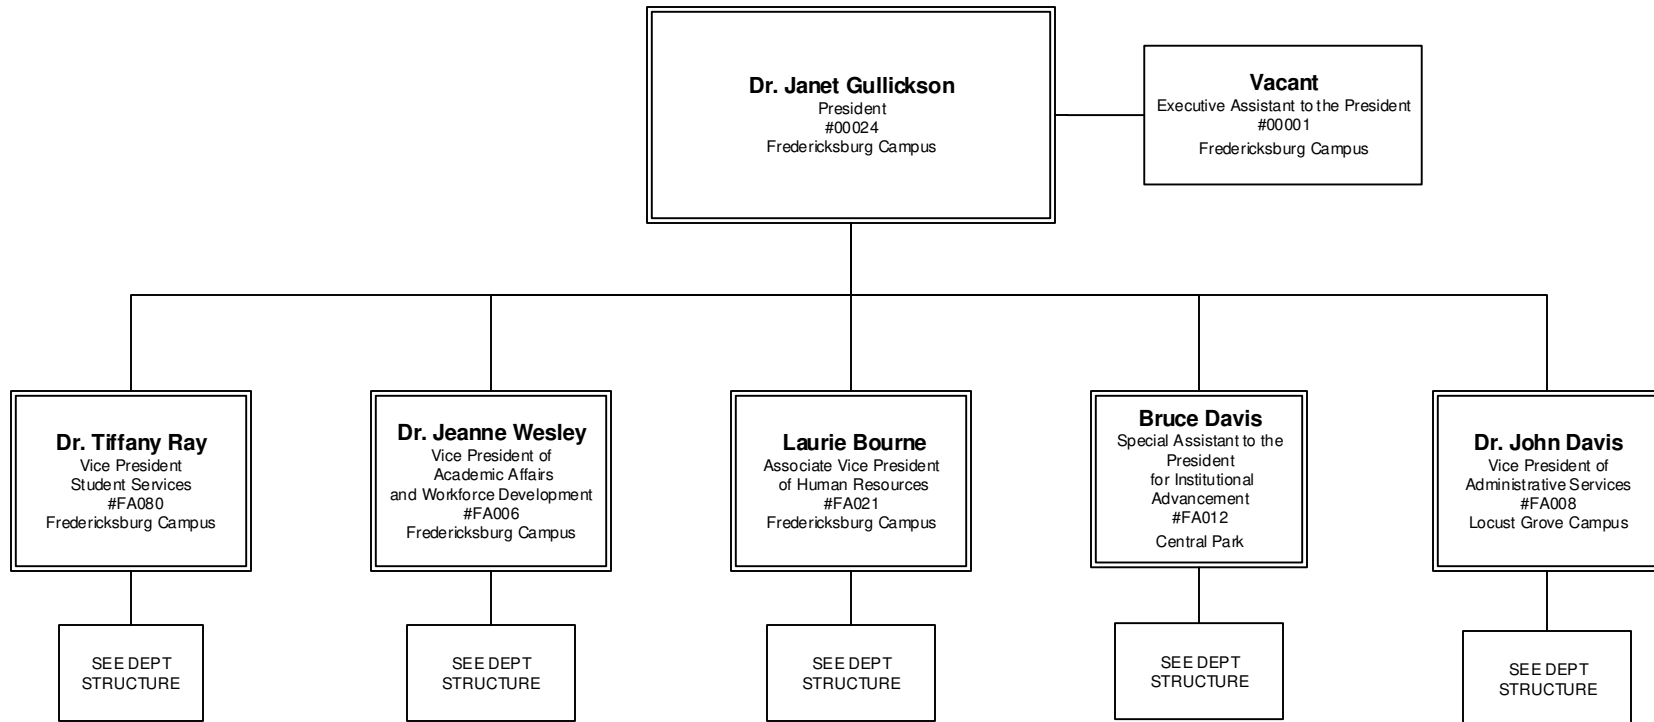 Dr. Janet Gullickson
President
#00024
Fredericksburg Campus
Vacant
Executive Assistant to the President
#00001
Fredericksburg Campus
Dr. Tiffany Ray
Vice President
Student Services
#FA080
Fredericksburg Campus
Dr. Jeanne Wesley
Vice President of
Academic Affairs
and Workforce Development
#FA006
Fredericksburg Campus
Laurie Bourne
Associate Vice President
of Human Resources
#FA021
Fredericksburg Campus
Bruce Davis
Special Assistant to the
President
for Institutional
Advancement
#FA012
Central Park
Dr. John Davis
Vice President of
Administrative Services
#FA008
Locust Grove Campus
SEE DEPT
STRUCTURE
SEE DEPT
STRUCTURE
SEE DEPT
STRUCTURE
SEE DEPT
STRUCTURE
SEE DEPT
STRUCTURE